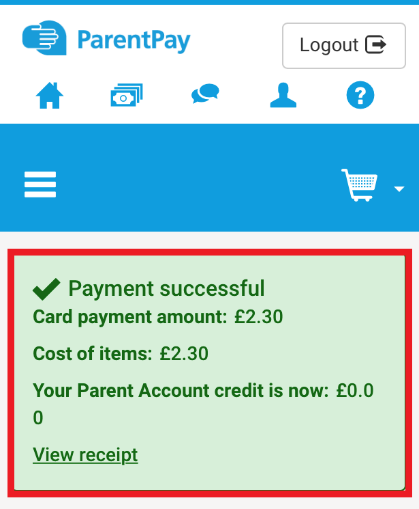 ParentPay
Logout
?
Payment successful
Card payment amount: £2.30
Cost of items: £2.30
Your Parent Account credit is now: £0.0
0
View receipt